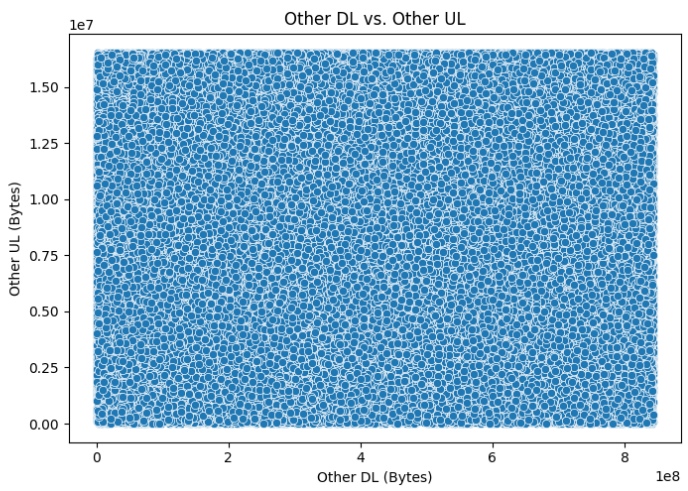 Other DL vs. Other UL
1e7
1.50
1.25
1.00
0.75
0.50
0.25
0.00
Other UL (Bytes)
0 2 4 6 8
Other DL (Bytes)
1e8